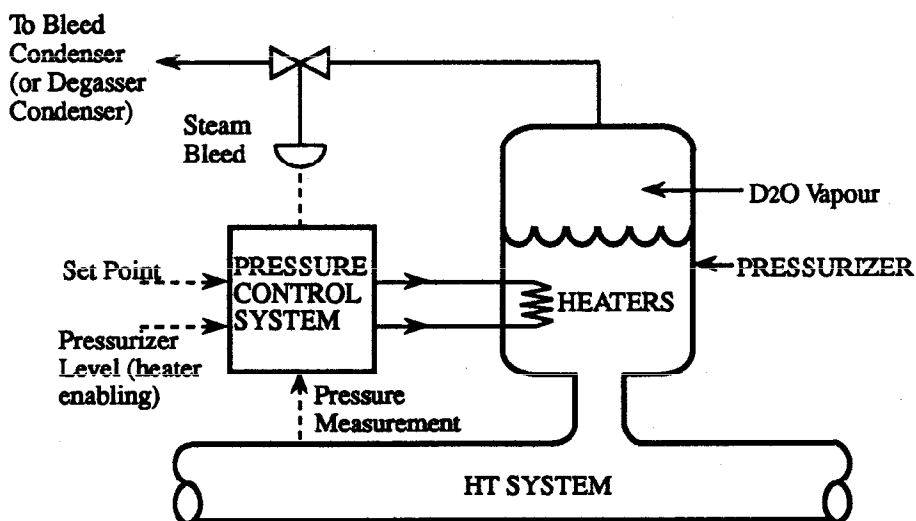 To Bleed
Condenser
(or Degasser
Condenser)
Steam
Bleed
D2O Vapour
PRESSURIZER
Set Point
PRESSURE
CONTROL
SYSTEM
HEATERS
Pressurizer
Level (heater
enabling)
Pressure
Measurement
HT SYSTEM